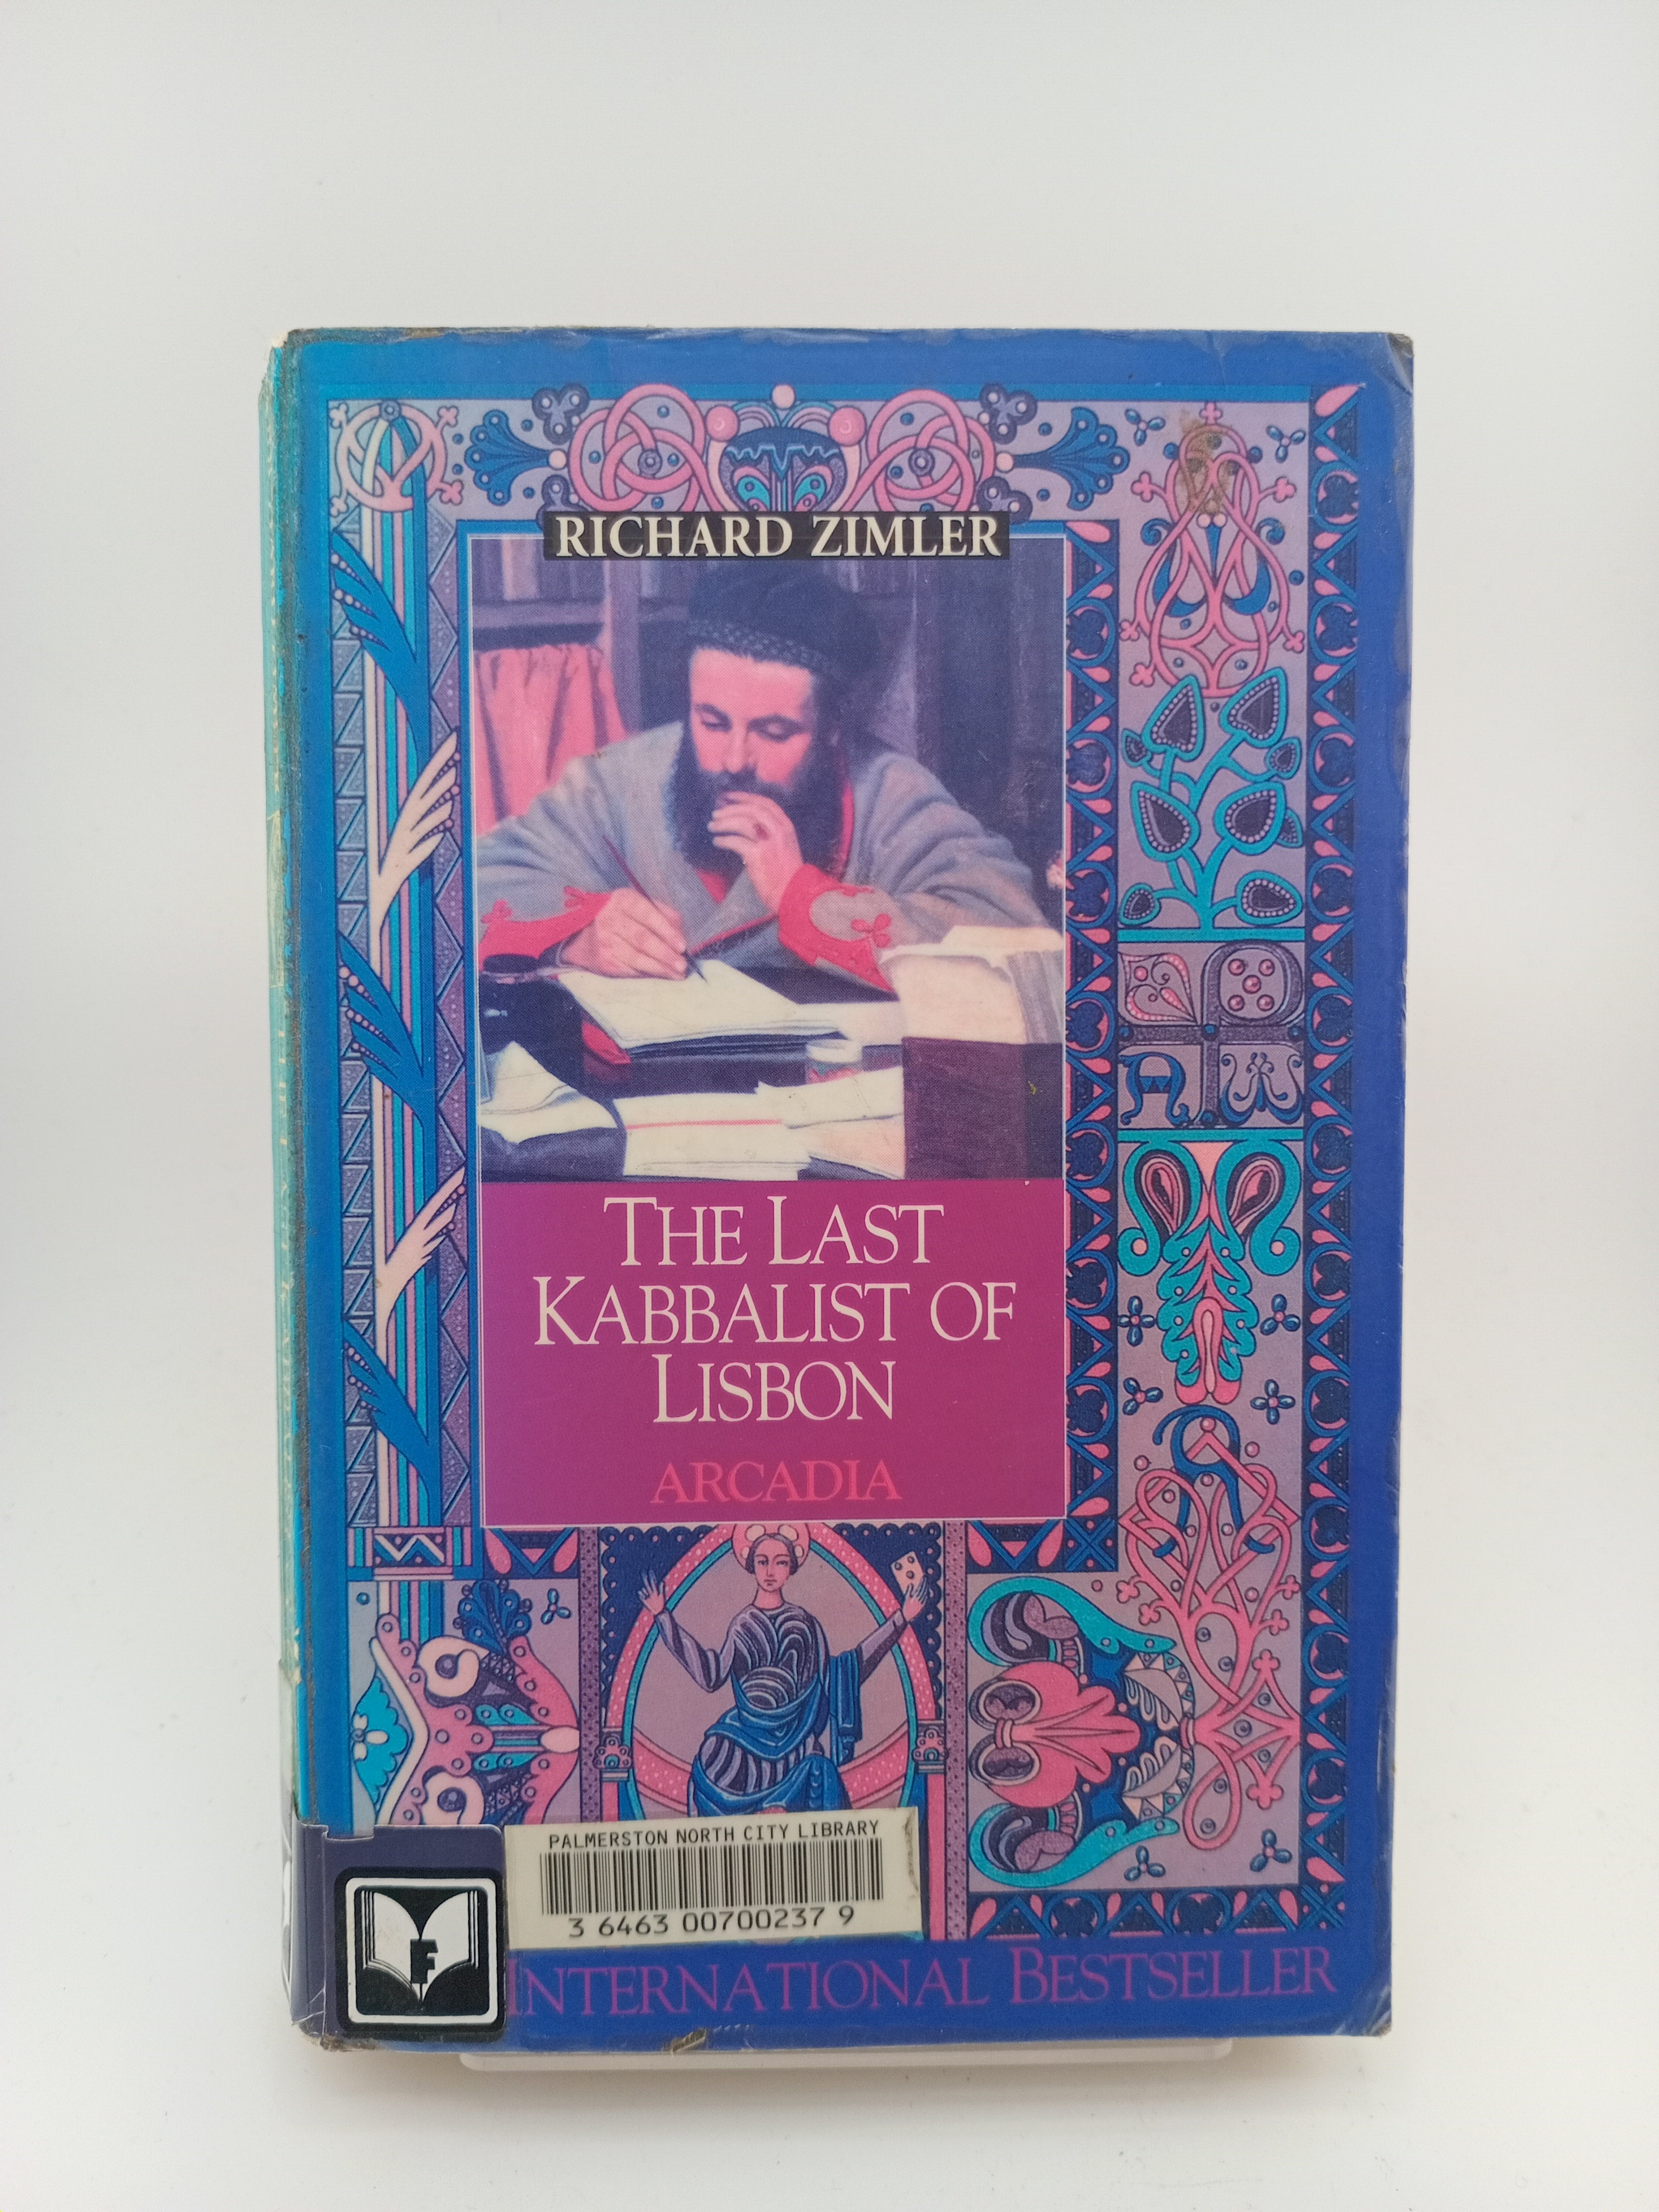 RICHARD ZIMLER
THE LAST
KABBALIST OF
LISBON
ARCADIA
PALMERSTON NORTH CITY LIBRARY
3 6463 00700237 9
F
INTERNATIONAL BESTSELLER